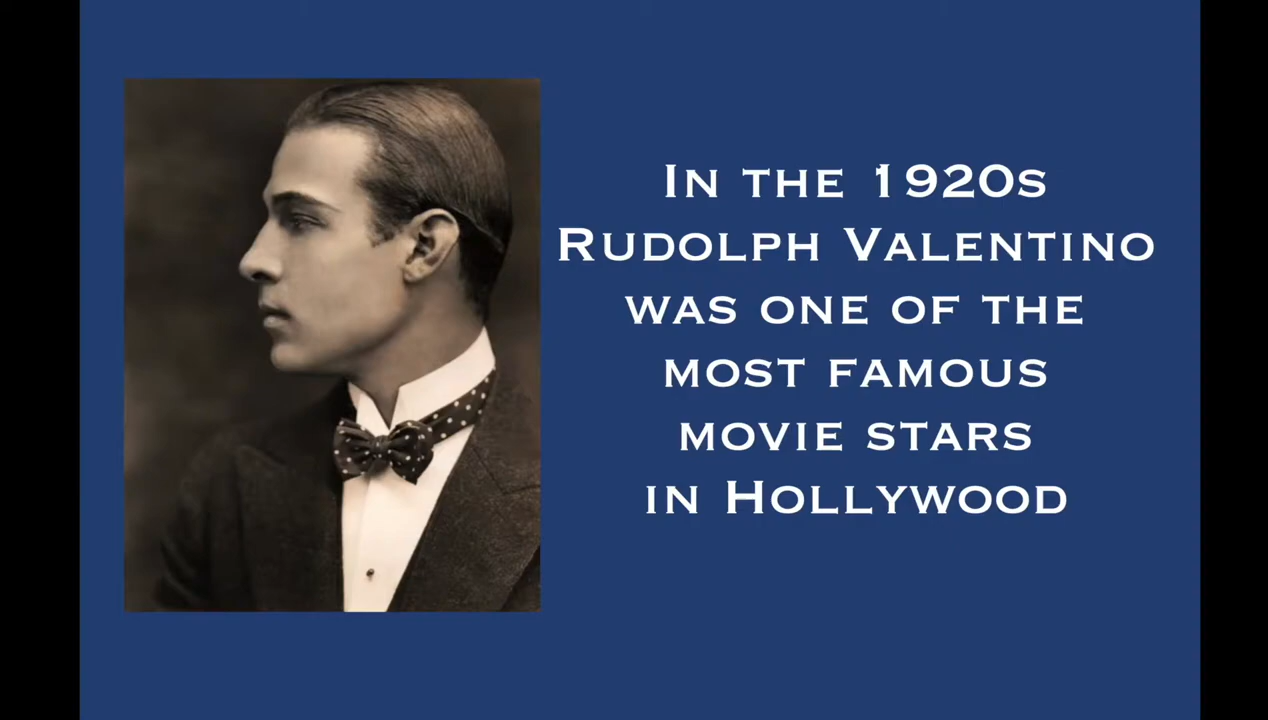 In the 1920s
Rudolph Valentino
was one of the
most famous
movie stars
in Hollywood